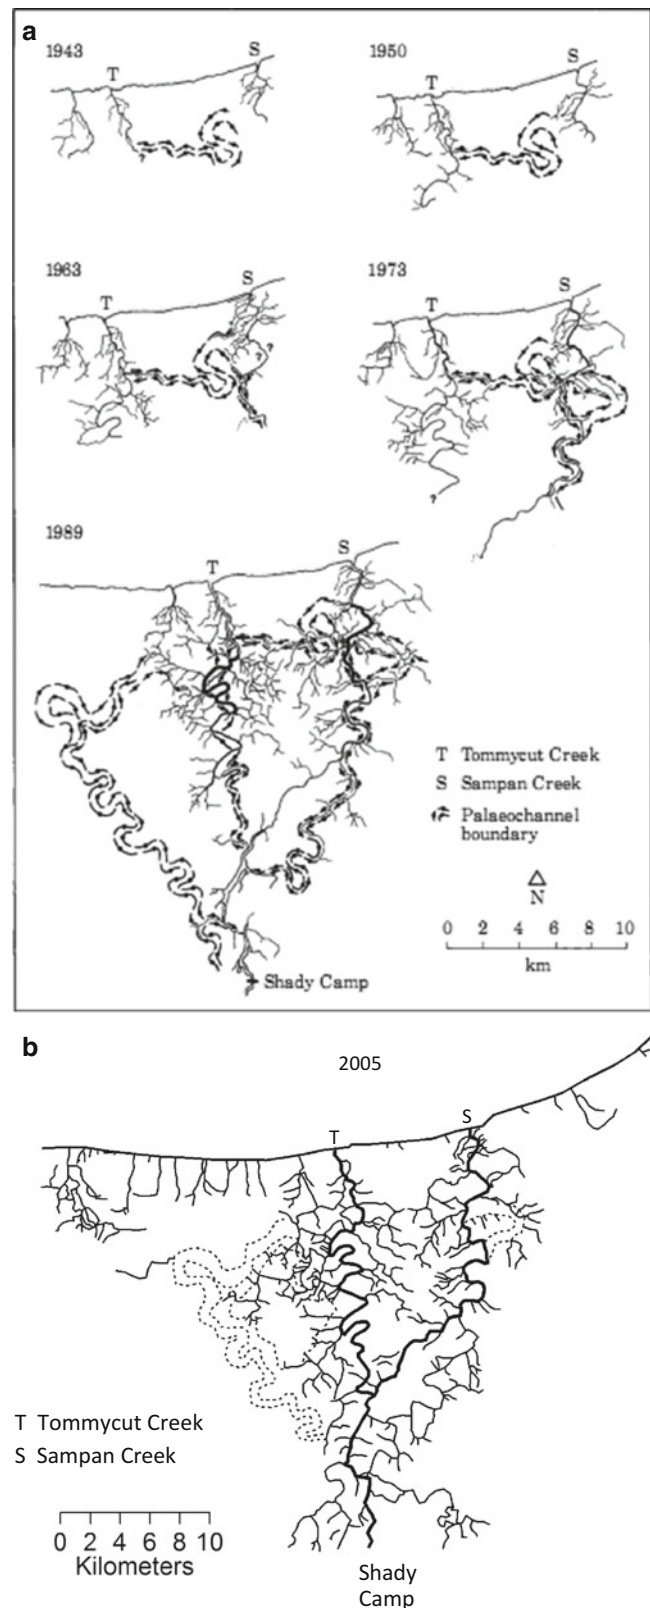 a
1943
T
S
1950
T
S
1963
T
S
? ?
1973
T
S
?
1989
T
S
T Tommycut Creek
S Sampan Creek
Palaeochannel
boundary
N
0 2 4 6 8 10
km
Shady Camp
b
2005
T
S
T Tommycut Creek
S Sampan Creek
0 2 4 6 8 10
Kilometers
Shady
Camp